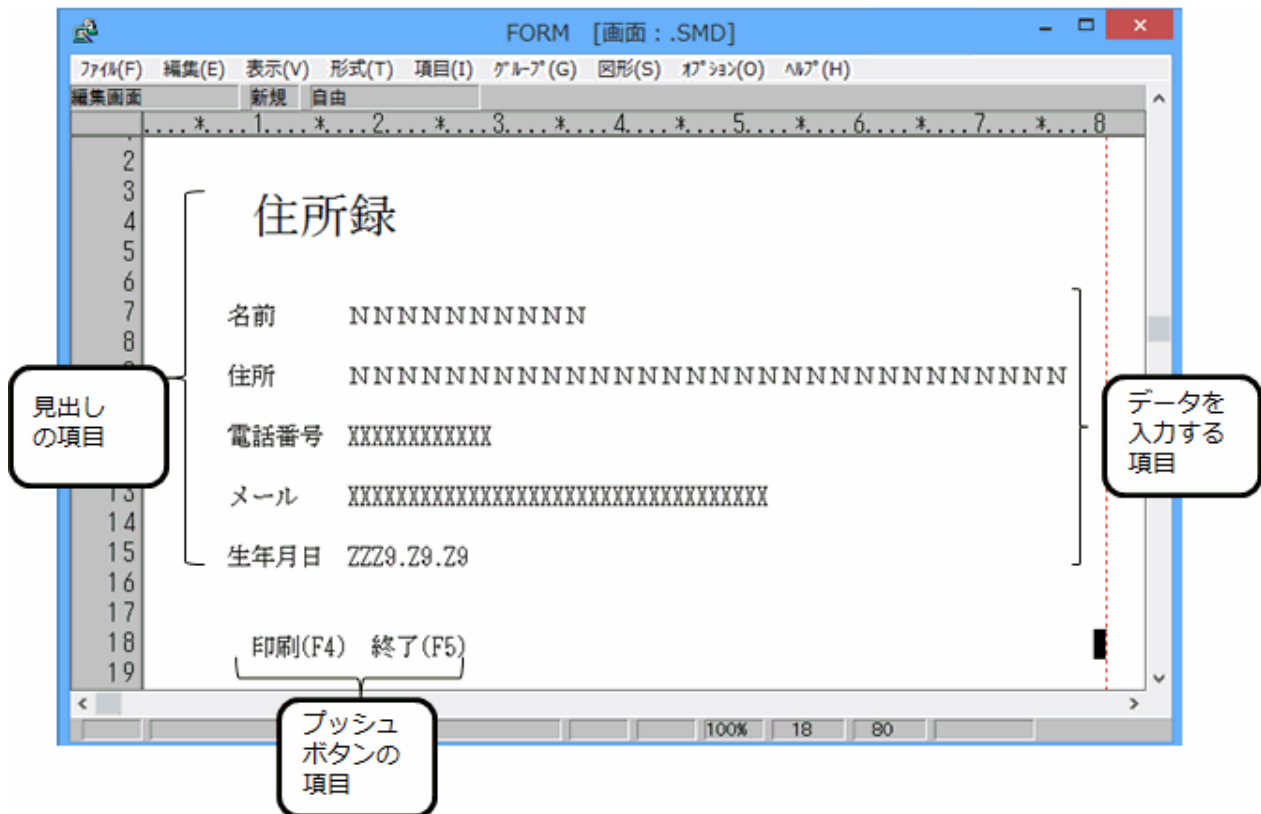 FORM [画面：.SMD]
ﾌｧｲﾙ(F) 編集(E) 表示(V) 形式(T) 項目(I) ｸﾞﾙｰﾌﾟ(G) 図形(S) ｵﾌﾟｼｮﾝ(O) ﾍﾙﾌﾟ(H)
編集画面 新規 自由
....*....1....*....2....*....3....*....4....*....5....*....6....*....7....*....8
2
3
4 住所録
5
6
7 名前 ＮＮＮＮＮＮＮＮＮＮ
8
住所 ＮＮＮＮＮＮＮＮＮＮＮＮＮＮＮＮＮＮＮＮＮＮＮＮＮＮＮＮＮＮ
見出し
の項目
データを
入力する
項目
電話番号 XXXXXXXXXXXX
13 メール XXXXXXXXXXXXXXXXXXXXXXXXXXXXXXXXXXX
14
15 生年月日 ZZZ9.Z9.Z9
16
17
18 印刷(F4) 終了(F5)
19
プッシュ
ボタンの
項目
100% 18 80